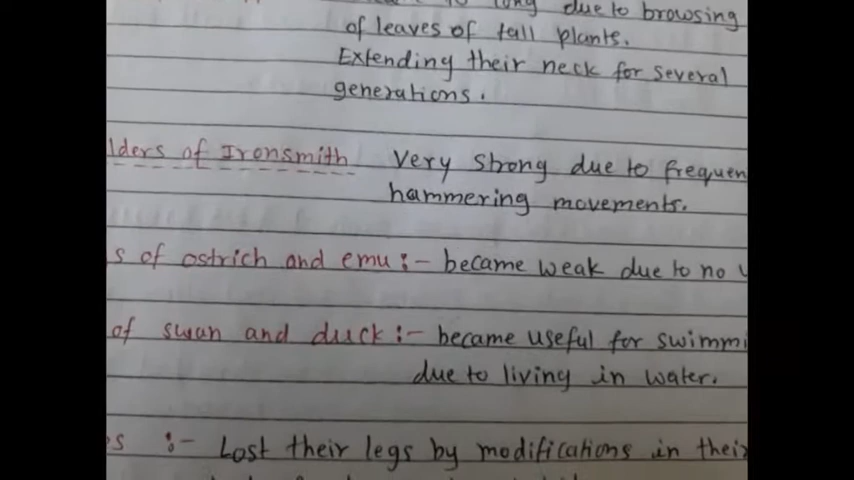 long due to browsing
of leaves of tall plants.
Extending their neck for several
generations.
lders of Ironsmith Very strong due to frequen
hammering movements.
s of ostrich and emu :- became weak due to no
of swan and duck :- became useful for swimmi
due to living in water.
s :- Lost their legs by modifications in their